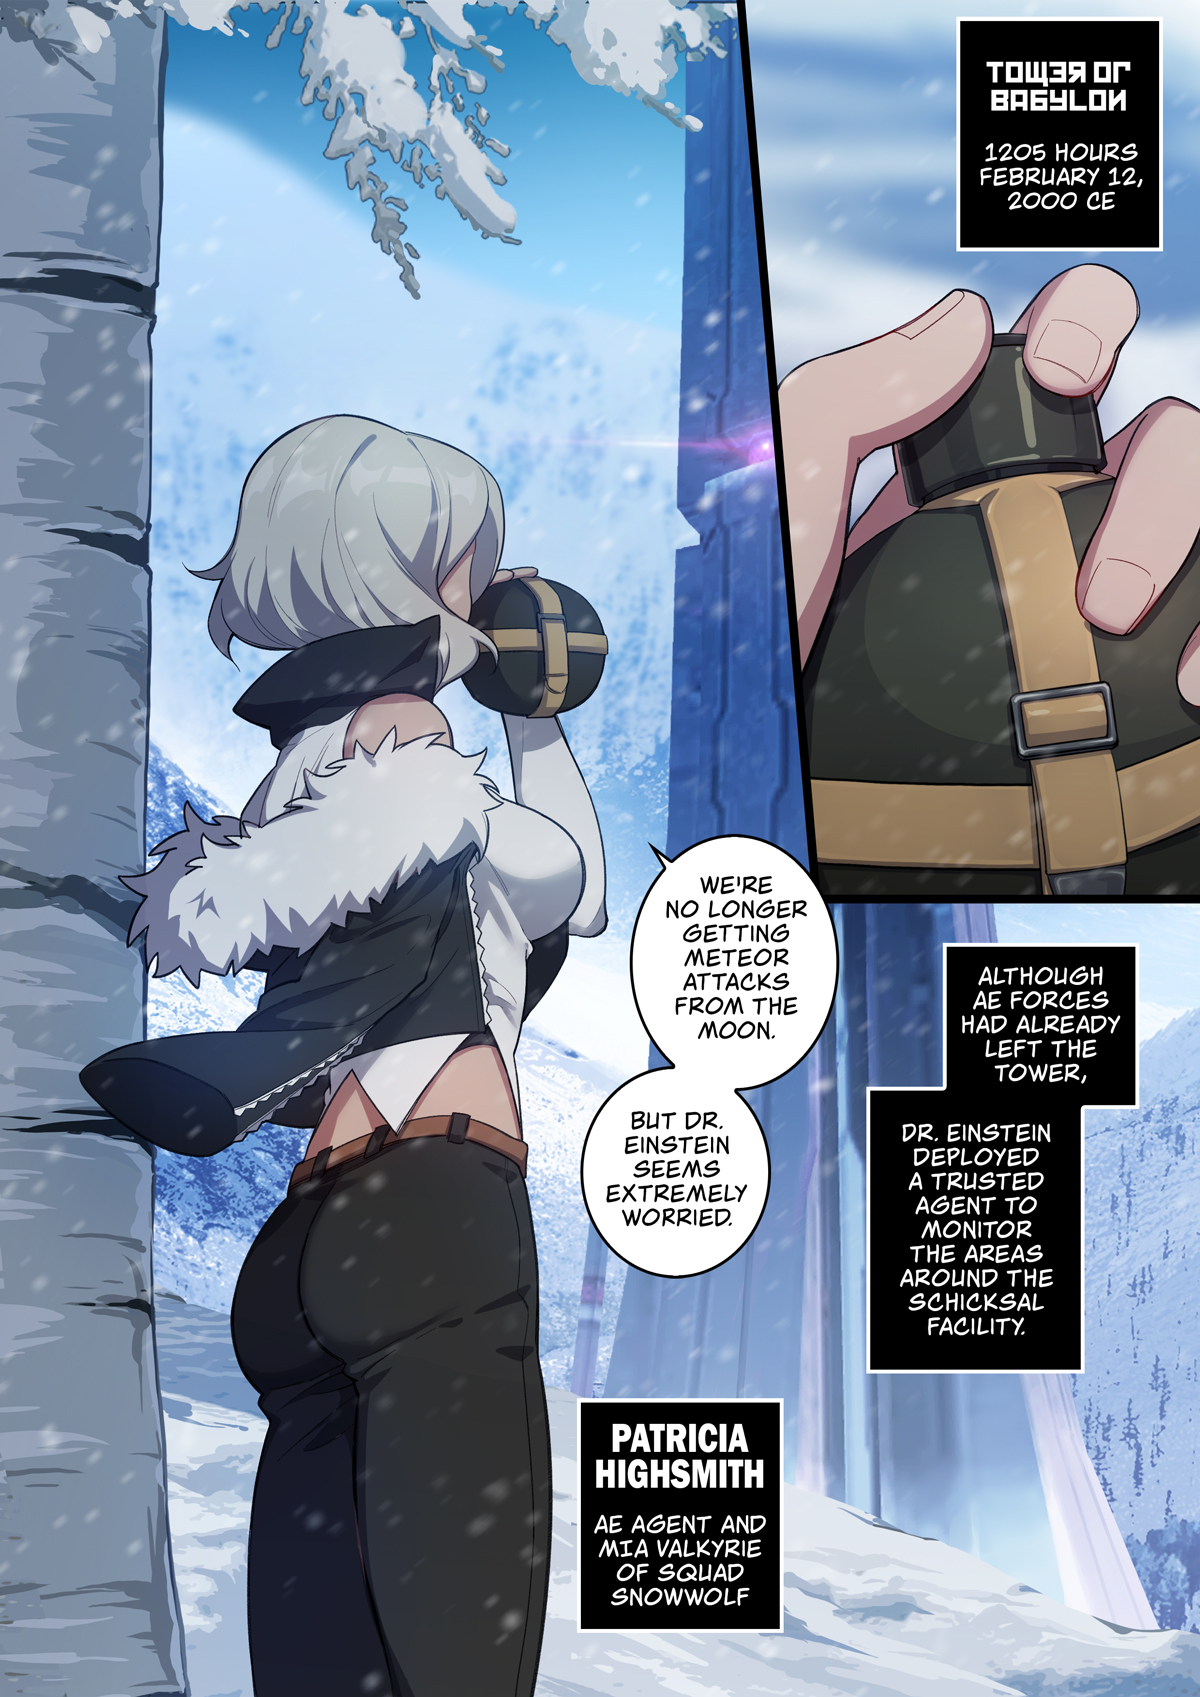 TOWER OF
BABYLON
1205 HOURS
FEBRUARY 12,
2000 CE
WE'RE
NO LONGER
GETTING
METEOR
ATTACKS
FROM THE
MOON.
BUT DR.
EINSTEIN
SEEMS
EXTREMELY
WORRIED.
ALTHOUGH
AE FORCES
HAD ALREADY
LEFT THE
TOWER,
DR. EINSTEIN
DEPLOYED
A TRUSTED
AGENT TO
MONITOR
THE AREAS
AROUND THE
SCHICKSAL
FACILITY.
PATRICIA
HIGHSMITH
AE AGENT AND
MIA VALKYRIE
OF SQUAD
SNOWWOLF